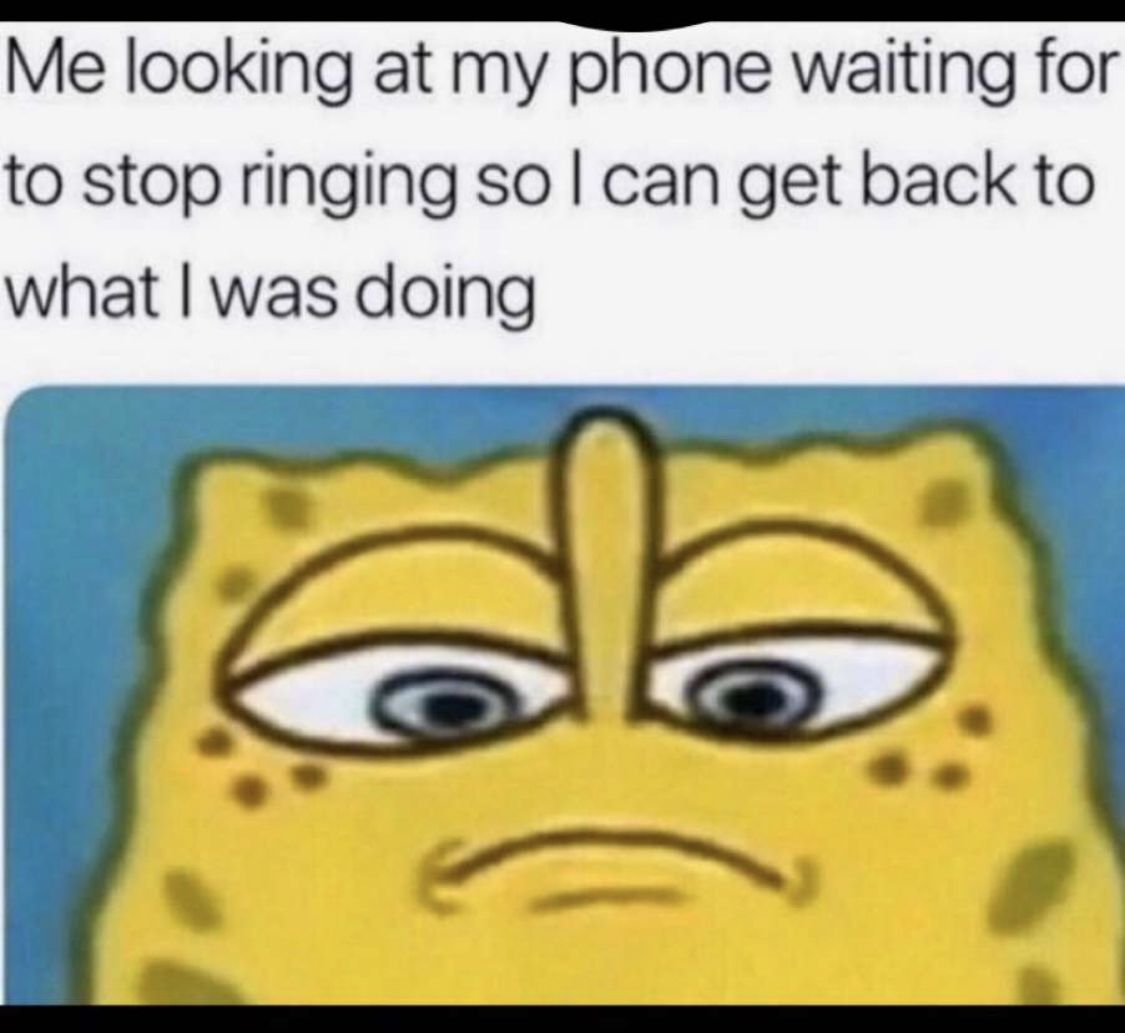 Me looking at my phone waiting for
to stop ringing so I can get back to
what I was doing